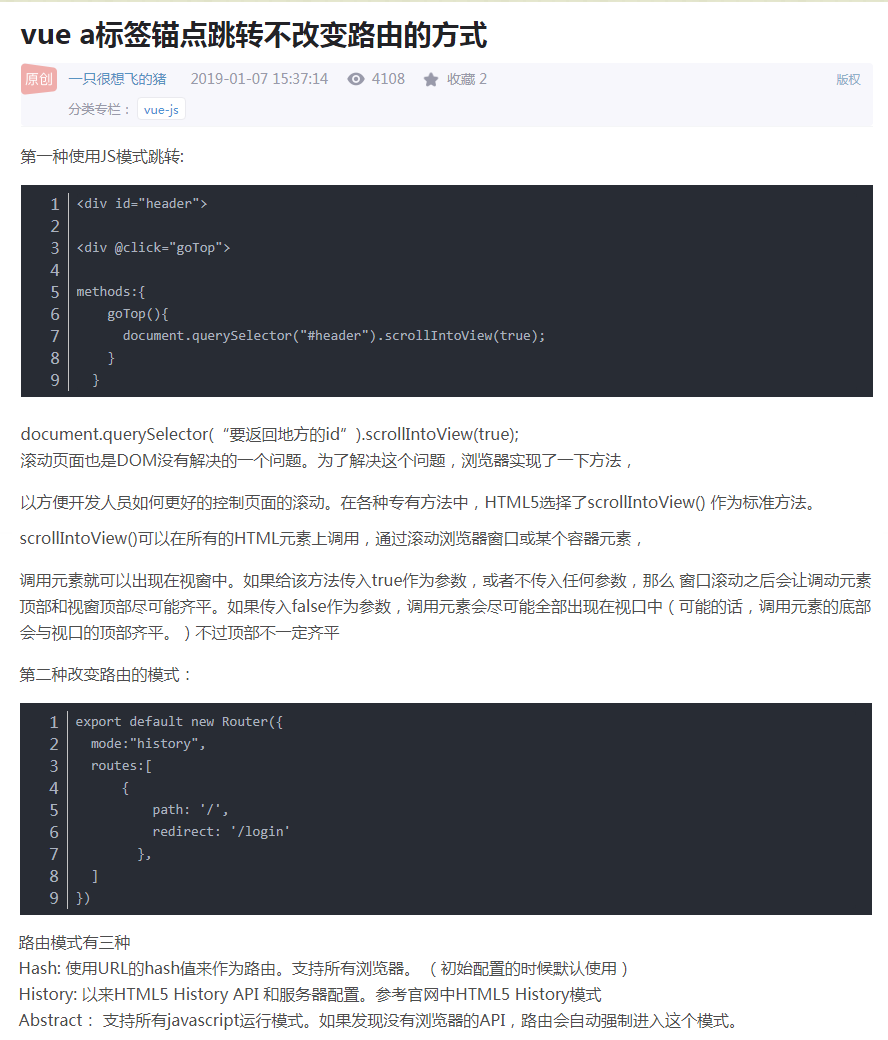 vue a标签锚点跳转不改变路由的方式
原创 一只很想飞的猪 2019-01-07 15:37:14 4108 收藏 2 版权
分类专栏： vue-js
第一种使用JS模式跳转:
1 <div id="header">
2
3 <div @click="goTop">
4
5 methods:{
6 goTop(){
7 document.querySelector("#header").scrollIntoView(true);
8 }
9 }
document.querySelector(“要返回地方的id”).scrollIntoView(true);
滚动页面也是DOM没有解决的一个问题。为了解决这个问题，浏览器实现了一下方法，
以方便开发人员如何更好的控制页面的滚动。在各种专有方法中，HTML5选择了scrollIntoView() 作为标准方法。
scrollIntoView()可以在所有的HTML元素上调用，通过滚动浏览器窗口或某个容器元素，
调用元素就可以出现在视窗中。如果给该方法传入true作为参数，或者不传入任何参数，那么 窗口滚动之后会让调动元素
顶部和视窗顶部尽可能齐平。如果传入false作为参数，调用元素会尽可能全部出现在视口中（可能的话，调用元素的底部
会与视口的顶部齐平。）不过顶部不一定齐平
第二种改变路由的模式：
1 export default new Router({
2 mode:"history",
3 routes:[
4 {
5 path: '/',
6 redirect: '/login'
7 },
8 ]
9 })
路由模式有三种
Hash: 使用URL的hash值来作为路由。支持所有浏览器。 （初始配置的时候默认使用）
History: 以来HTML5 History API 和服务器配置。参考官网中HTML5 History模式
Abstract： 支持所有javascript运行模式。如果发现没有浏览器的API，路由会自动强制进入这个模式。